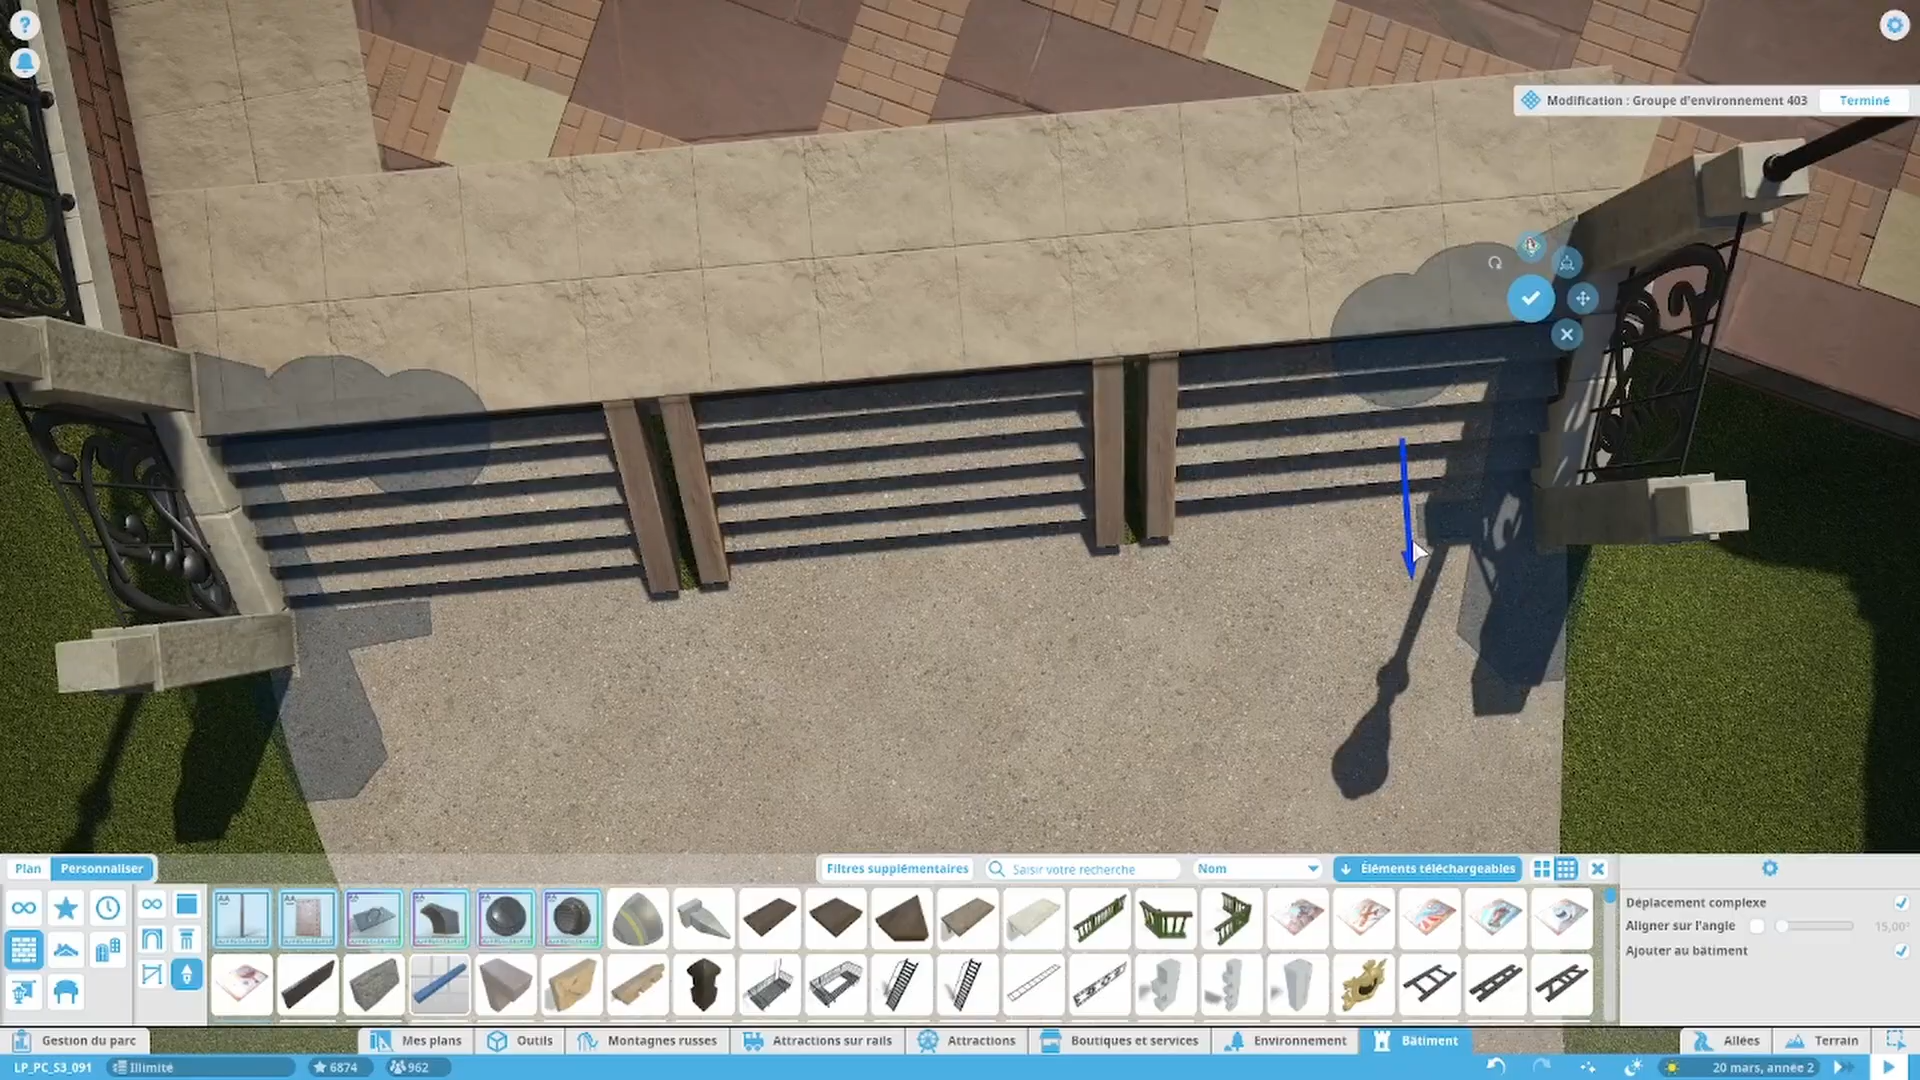 Modification : Groupe d'environnement 403
Terminé
Plan
Personnaliser
Filtres supplémentaires
Saisir votre recherche
Nom
Éléments téléchargeables
Déplacement complexe
Aligner sur l'angle
15,00°
Ajouter au bâtiment
Gestion du parc
Mes plans
Outils
Montagnes russes
Attractions sur rails
Attractions
Boutiques et services
Environnement
Bâtiment
Allées
Terrain
LP_PC_S3_091
Illimité
6874
962
20 mars, année 2